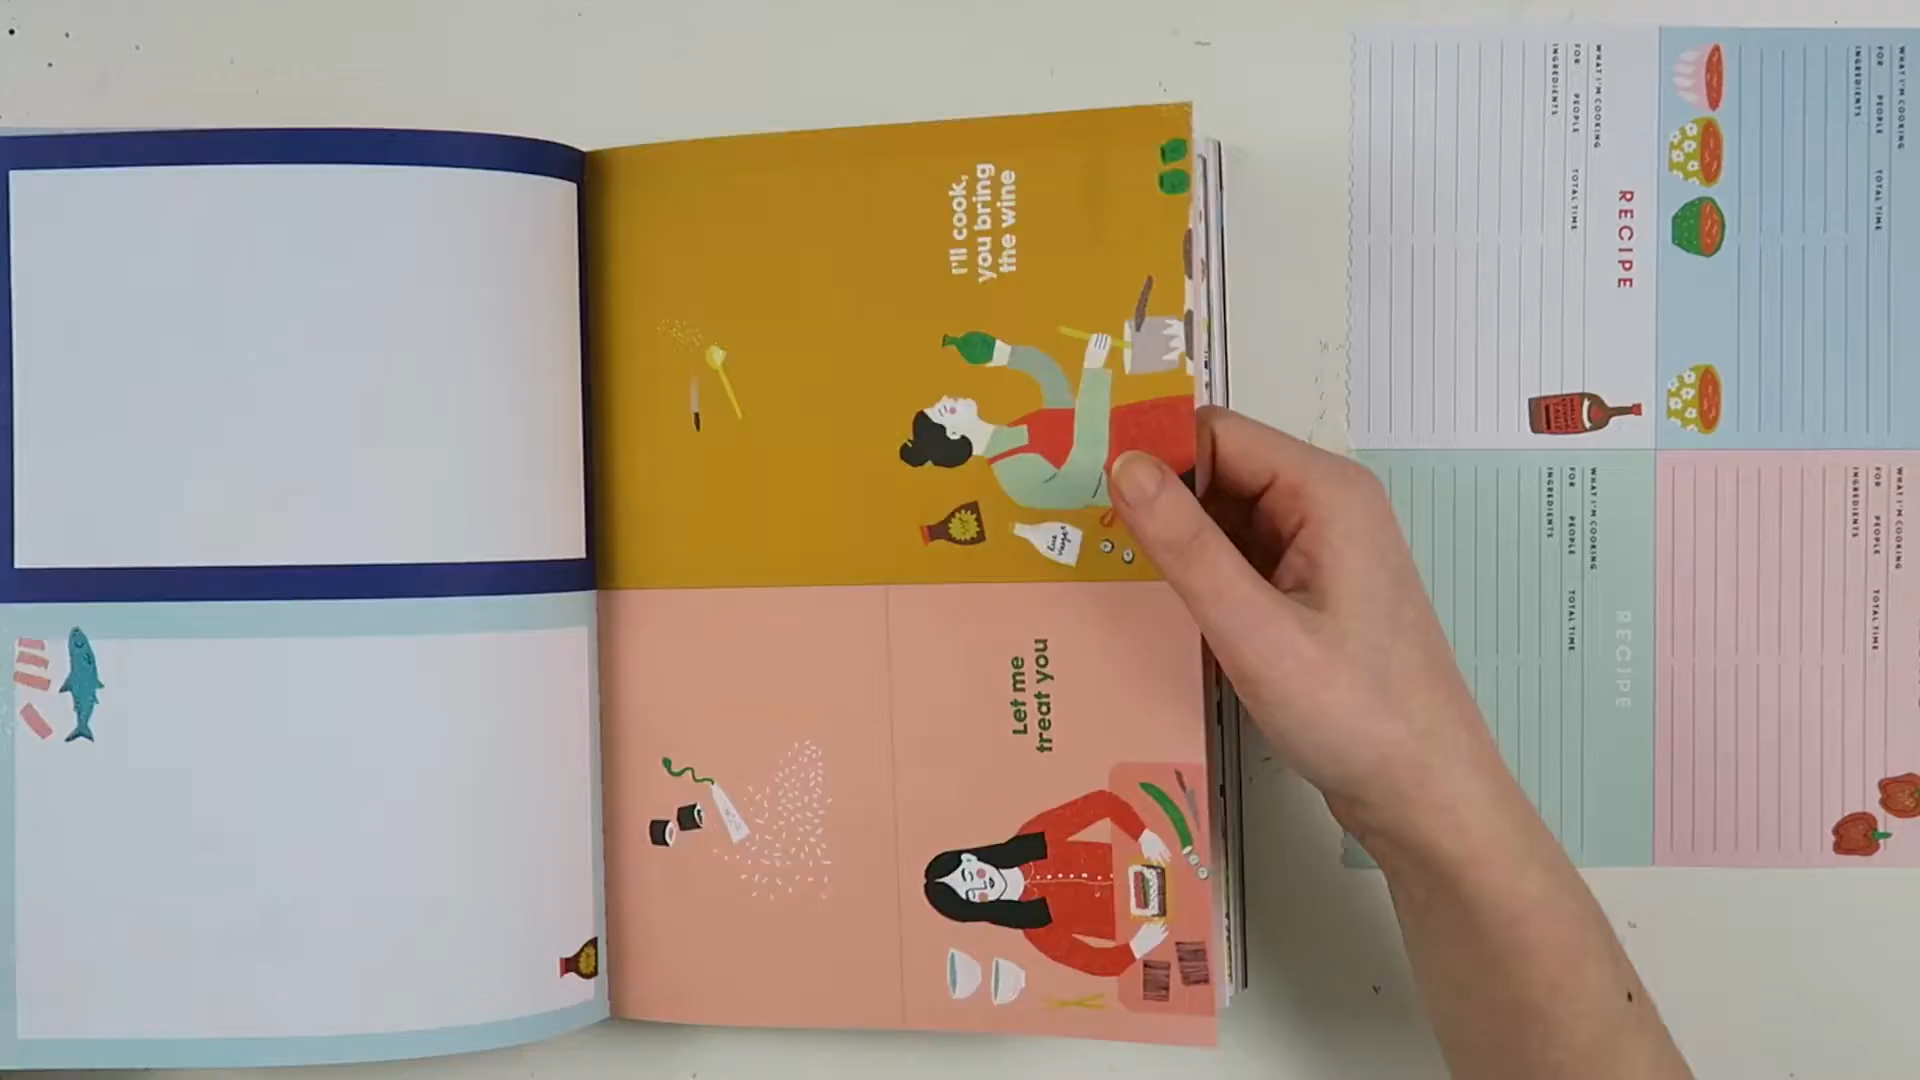 I'll cook,
you bring
the wine
Let me
treat you
RECIPE
WHAT I'M COOKING
FOR PEOPLE TOTAL TIME
INGREDIENTS
WHAT I'M COOKING
FOR PEOPLE TOTAL TIME
INGREDIENTS
RECIPE
WHAT I'M COOKING
FOR PEOPLE TOTAL TIME
INGREDIENTS
WHAT I'M COOKING
FOR PEOPLE TOTAL TIME
INGREDIENTS